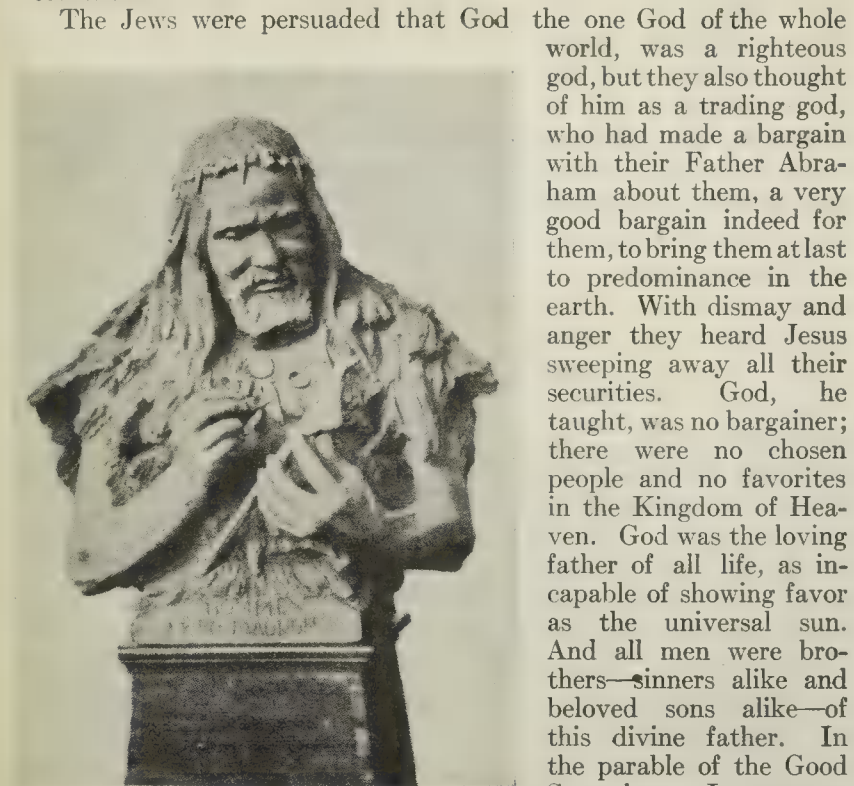 The Jews were persuaded that God the one God of the whole
world, was a righteous
god, but they also thought
of him as a trading god,
who had made a bargain
with their Father Abra-
ham about them, a very
good bargain indeed for
them, to bring them at last
to predominance in the
earth. With dismay and
anger they heard Jesus
sweeping away all their
securities. God, he
taught, was no bargainer;
there were no chosen
people and no favorites
in the Kingdom of Hea-
ven. God was the loving
father of all life, as in-
capable of showing favor
as the universal sun.
And all men were bro-
thers—sinners alike and
beloved sons alike—of
this divine father. In
the parable of the Good